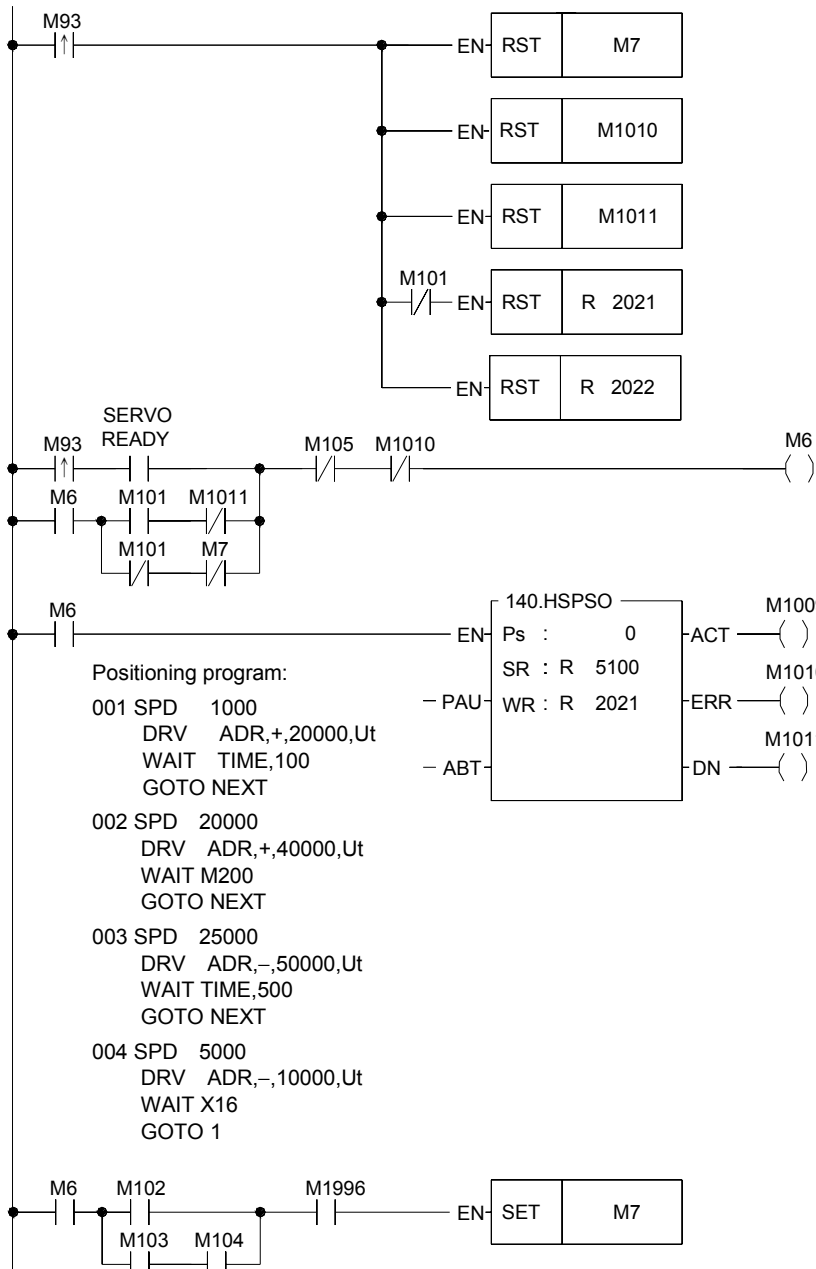 M93
EN RST M7
EN RST M1010
EN RST M1011
M101
EN RST R 2021
EN RST R 2022
SERVO
READY
M93 M105 M1010 M6
M6 M101 M1011
M101 M7
M6
140.HSPSO
EN Ps : 0 ACT M1009
SR : R 5100
PAU WR : R 2021 ERR M1010
ABT DN M101
Positioning program:
001 SPD 1000
DRV ADR,+,20000,Ut
WAIT TIME,100
GOTO NEXT
002 SPD 20000
DRV ADR,+,40000,Ut
WAIT M200
GOTO NEXT
003 SPD 25000
DRV ADR,–,50000,Ut
WAIT TIME,500
GOTO NEXT
004 SPD 5000
DRV ADR,–,10000,Ut
WAIT X16
GOTO 1
M6 M102 M1996
EN SET M7
M103 M104